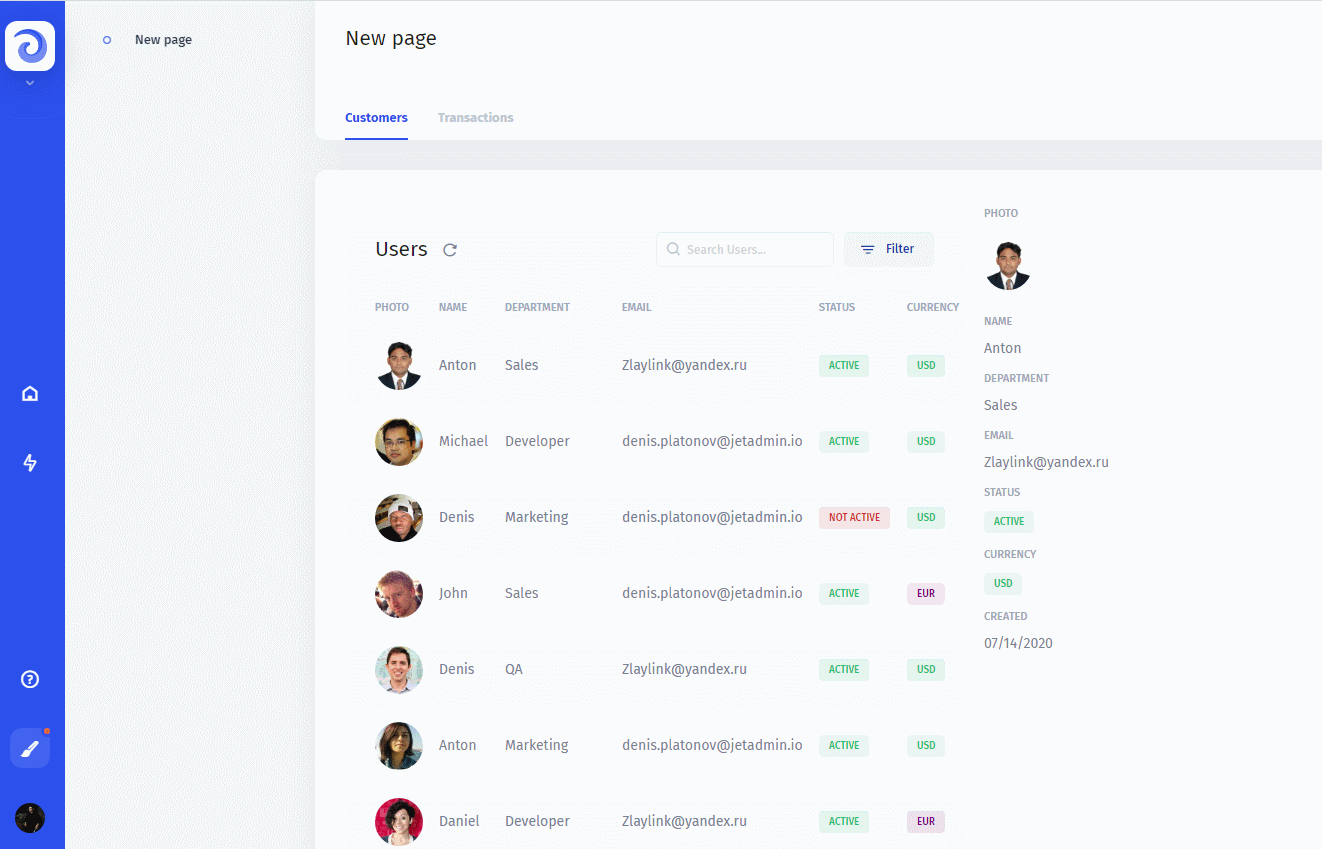 New page
New page
Customers Transactions
Users Search Users... Filter
PHOTO NAME DEPARTMENT EMAIL STATUS CURRENCY
Anton Sales Zlaylink@yandex.ru ACTIVE USD
Michael Developer denis.platonov@jetadmin.io ACTIVE USD
Denis Marketing denis.platonov@jetadmin.io NOT ACTIVE USD
John Sales denis.platonov@jetadmin.io ACTIVE EUR
Denis QA Zlaylink@yandex.ru ACTIVE USD
Anton Marketing denis.platonov@jetadmin.io ACTIVE USD
Daniel Developer Zlaylink@yandex.ru ACTIVE EUR
PHOTO
NAME
Anton
DEPARTMENT
Sales
EMAIL
Zlaylink@yandex.ru
STATUS
ACTIVE
CURRENCY
USD
CREATED
07/14/2020